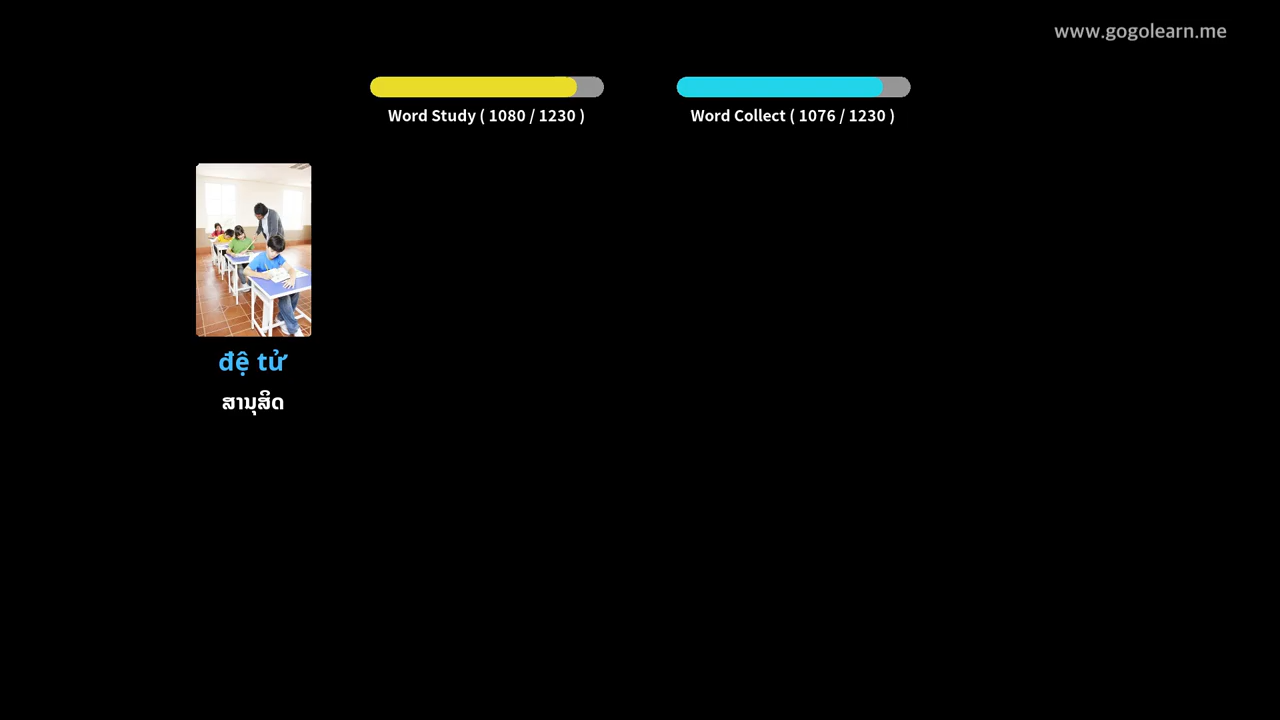 www.gogolearn.me
Word Study ( 1080 / 1230 )
Word Collect ( 1076 / 1230 )
đệ tử
ສານຸສິດ